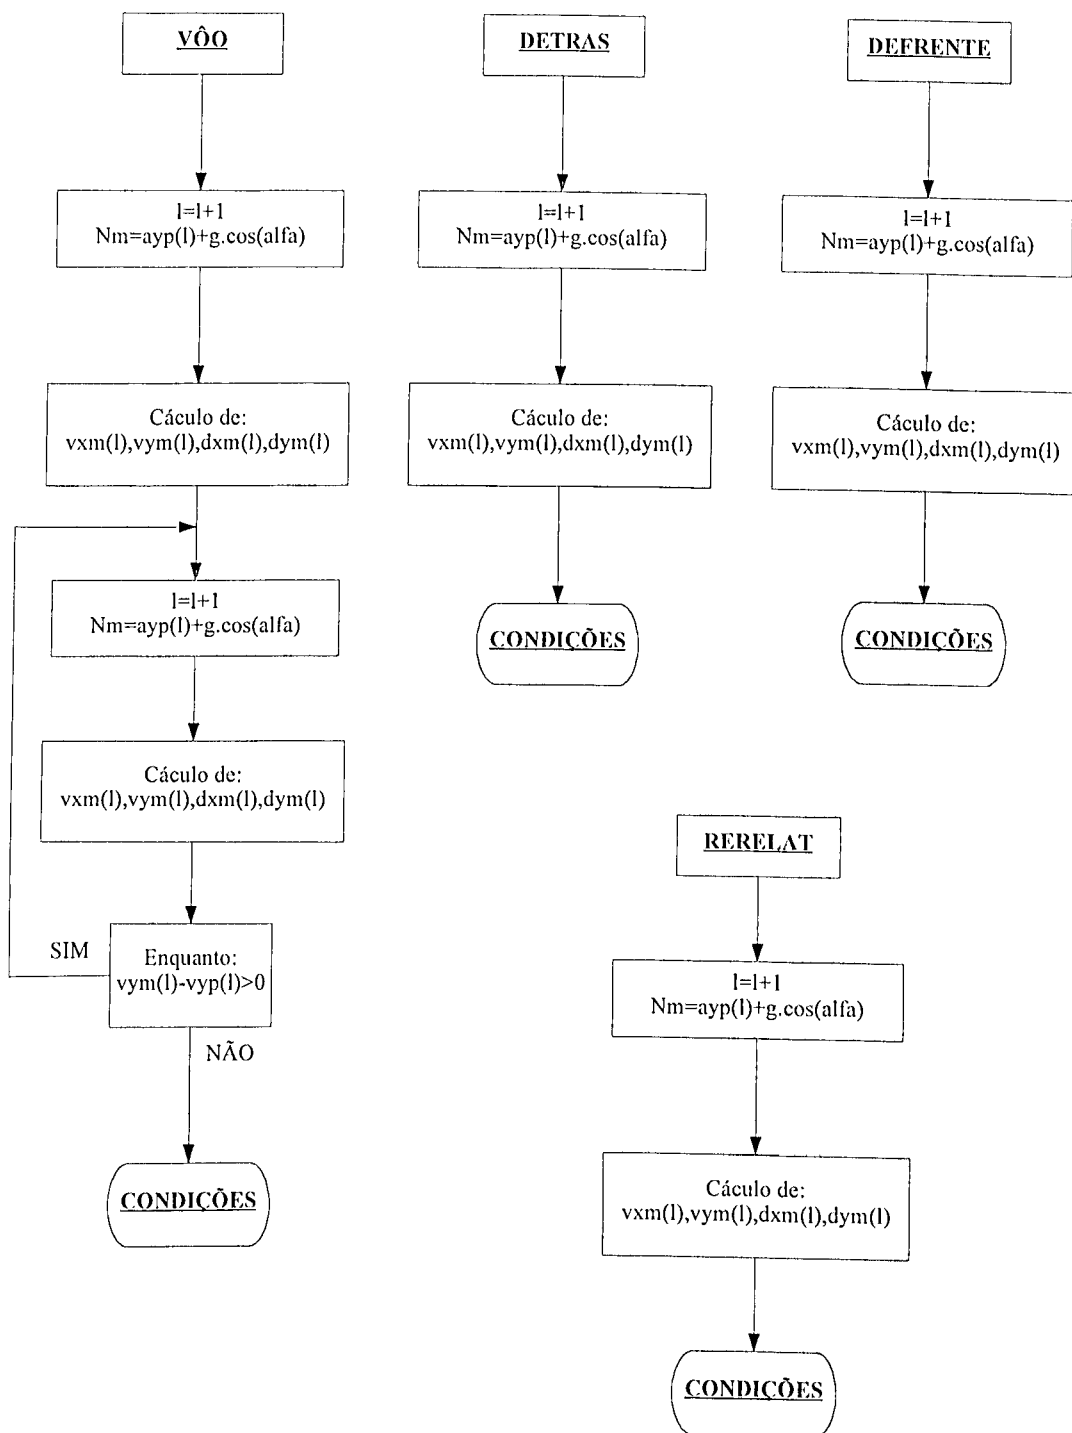 VÔO
l=l+1
Nm=ayp(l)+g.cos(alfa)
Cáculo de:
vxm(l),vym(l),dxm(l),dym(l)
l=l+1
Nm=ayp(l)+g.cos(alfa)
Cáculo de:
vxm(l),vym(l),dxm(l),dym(l)
SIM
Enquanto:
vym(l)-vyp(l)>0
NÃO
CONDIÇÕES
DETRAS
l=l+1
Nm=ayp(l)+g.cos(alfa)
Cáculo de:
vxm(l),vym(l),dxm(l),dym(l)
CONDIÇÕES
DEFRENTE
l=l+1
Nm=ayp(l)+g.cos(alfa)
Cáculo de:
vxm(l),vym(l),dxm(l),dym(l)
CONDIÇÕES
RERELAT
l=l+1
Nm=ayp(l)+g.cos(alfa)
Cáculo de:
vxm(l),vym(l),dxm(l),dym(l)
CONDIÇÕES